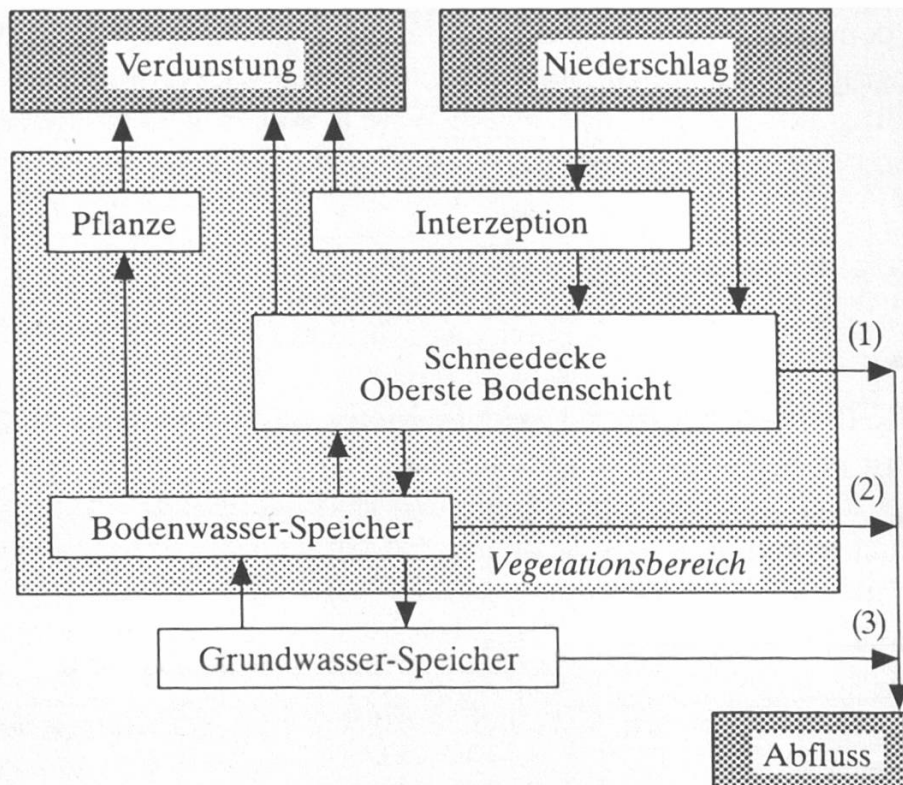 Verdunstung
Niederschlag
Pflanze
Interzeption
Schneedecke
Oberste Bodenschicht
(1)
Bodenwasser-Speicher
(2)
Vegetationsbereich
(3)
Grundwasser-Speicher
Abfluss